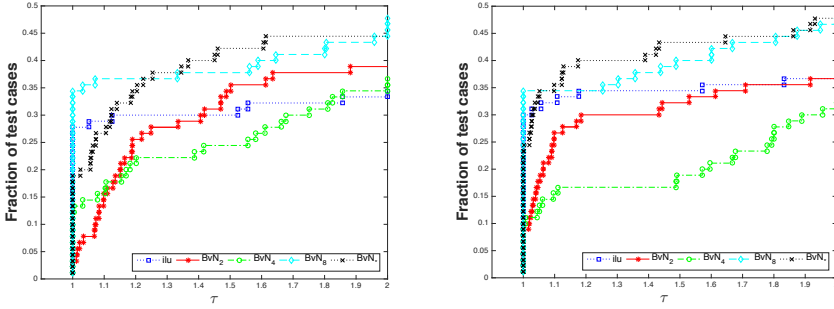 0.5
0.45
0.4
0.35
0.3
0.25
0.2
0.15
0.1
0.05
0
Fraction of test cases
1 1.1 1.2 1.3 1.4 1.5 1.6 1.7 1.8 1.9 2
τ
ilu BvN2 BvN4 BvN8 BvN*
0.5
0.45
0.4
0.35
0.3
0.25
0.2
0.15
0.1
0.05
0
Fraction of test cases
1 1.1 1.2 1.3 1.4 1.5 1.6 1.7 1.8 1.9
τ
ilu BvN2 BvN4 BvN8 BvN*